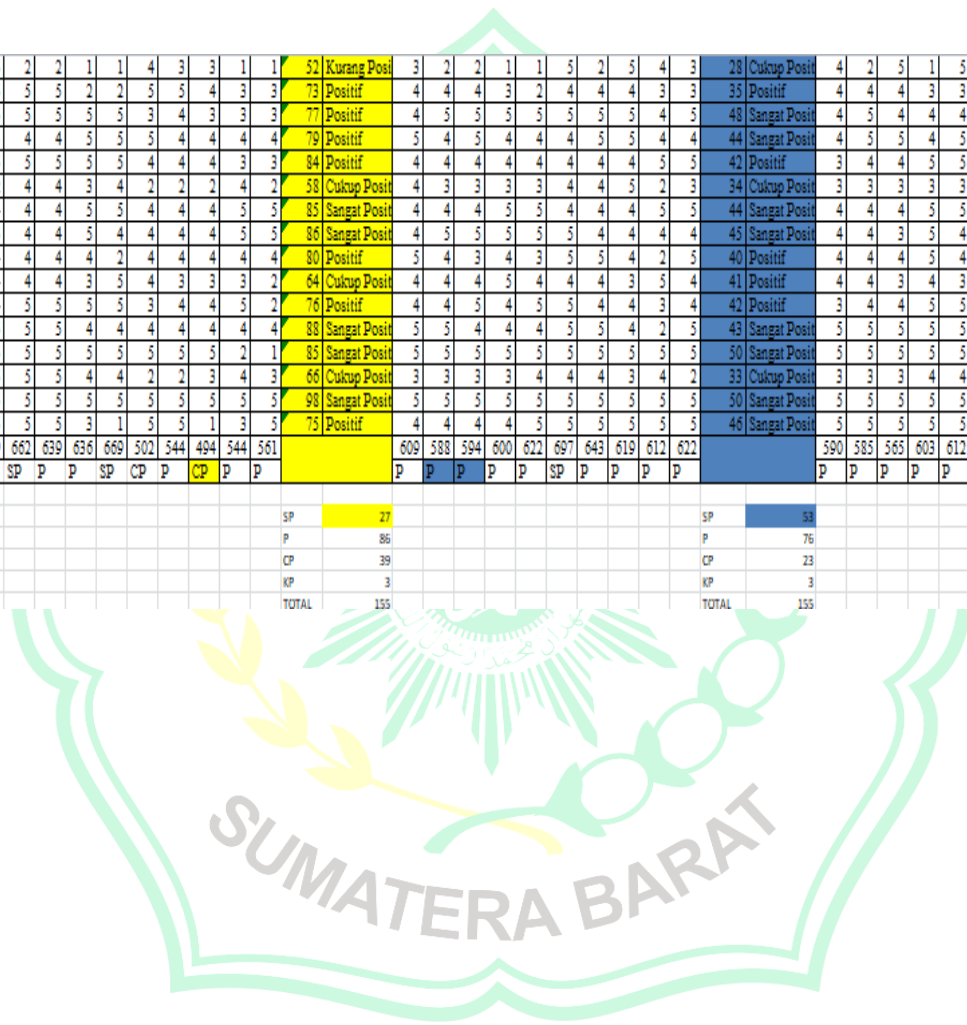 2 2 1 1 4 3 3 1 1 52 Kurang Posi 3 2 2 1 1 5 2 5 4 3 28 Cukup Posit 4 2 5 1 5
5 5 2 2 5 5 4 3 3 73 Positif 4 4 4 3 2 4 4 4 3 3 35 Positif 4 4 4 3 3
5 5 5 5 3 4 3 3 3 77 Positif 4 5 5 5 5 5 5 5 4 5 48 Sangat Posit 4 5 4 4 4
4 4 5 5 5 4 4 4 4 79 Positif 5 4 5 4 4 4 5 5 4 4 44 Sangat Posit 4 5 5 4 5
5 5 5 5 4 4 4 3 3 84 Positif 4 4 4 4 4 4 4 4 5 5 42 Positif 3 4 4 5 5
4 4 3 4 2 2 2 4 2 58 Cukup Posit 4 3 3 3 3 4 4 5 2 3 34 Cukup Posit 3 3 3 3 3
4 4 5 5 4 4 4 5 5 85 Sangat Posit 4 4 4 5 5 4 4 4 5 5 44 Sangat Posit 4 4 4 5 5
4 4 5 4 4 4 4 5 5 86 Sangat Posit 4 5 5 5 5 5 4 4 4 4 45 Sangat Posit 4 4 3 5 4
4 4 4 2 4 4 4 4 4 80 Positif 5 4 3 4 3 5 5 4 2 5 40 Positif 4 4 4 5 4
4 4 3 5 4 3 3 3 2 64 Cukup Posit 4 4 4 5 4 4 4 3 5 4 41 Positif 4 4 3 4 3
5 5 5 5 3 4 4 5 2 76 Positif 4 4 5 4 5 5 4 4 3 4 42 Positif 3 4 4 5 5
5 5 4 4 4 4 4 4 4 88 Sangat Posit 5 5 4 4 4 5 5 4 2 5 43 Sangat Posit 5 5 5 5 5
5 5 5 5 5 5 5 2 1 85 Sangat Posit 5 5 5 5 5 5 5 5 5 5 50 Sangat Posit 5 5 5 5 5
5 5 4 4 2 2 3 4 3 66 Cukup Posit 3 3 3 3 4 4 3 4 4 2 33 Cukup Posit 3 3 3 4 4
5 5 5 5 5 5 5 5 5 98 Sangat Posit 5 5 5 5 5 5 5 5 5 5 50 Sangat Posit 5 5 5 5 5
5 5 3 1 5 5 1 3 5 75 Positif 4 4 4 4 5 5 5 5 5 5 46 Sangat Posit 5 5 5 5 5
662 639 636 669 502 544 494 544 561 609 588 594 600 622 697 643 619 612 622 590 585 565 603 612
SP P P SP CP P CP P P P P P P P SP P P P P P P P P P
SP 27 SP 53
P 86 P 76
CP 39 CP 23
KP 3 KP 3
TOTAL 155 TOTAL 155
SUMATERA BARAT